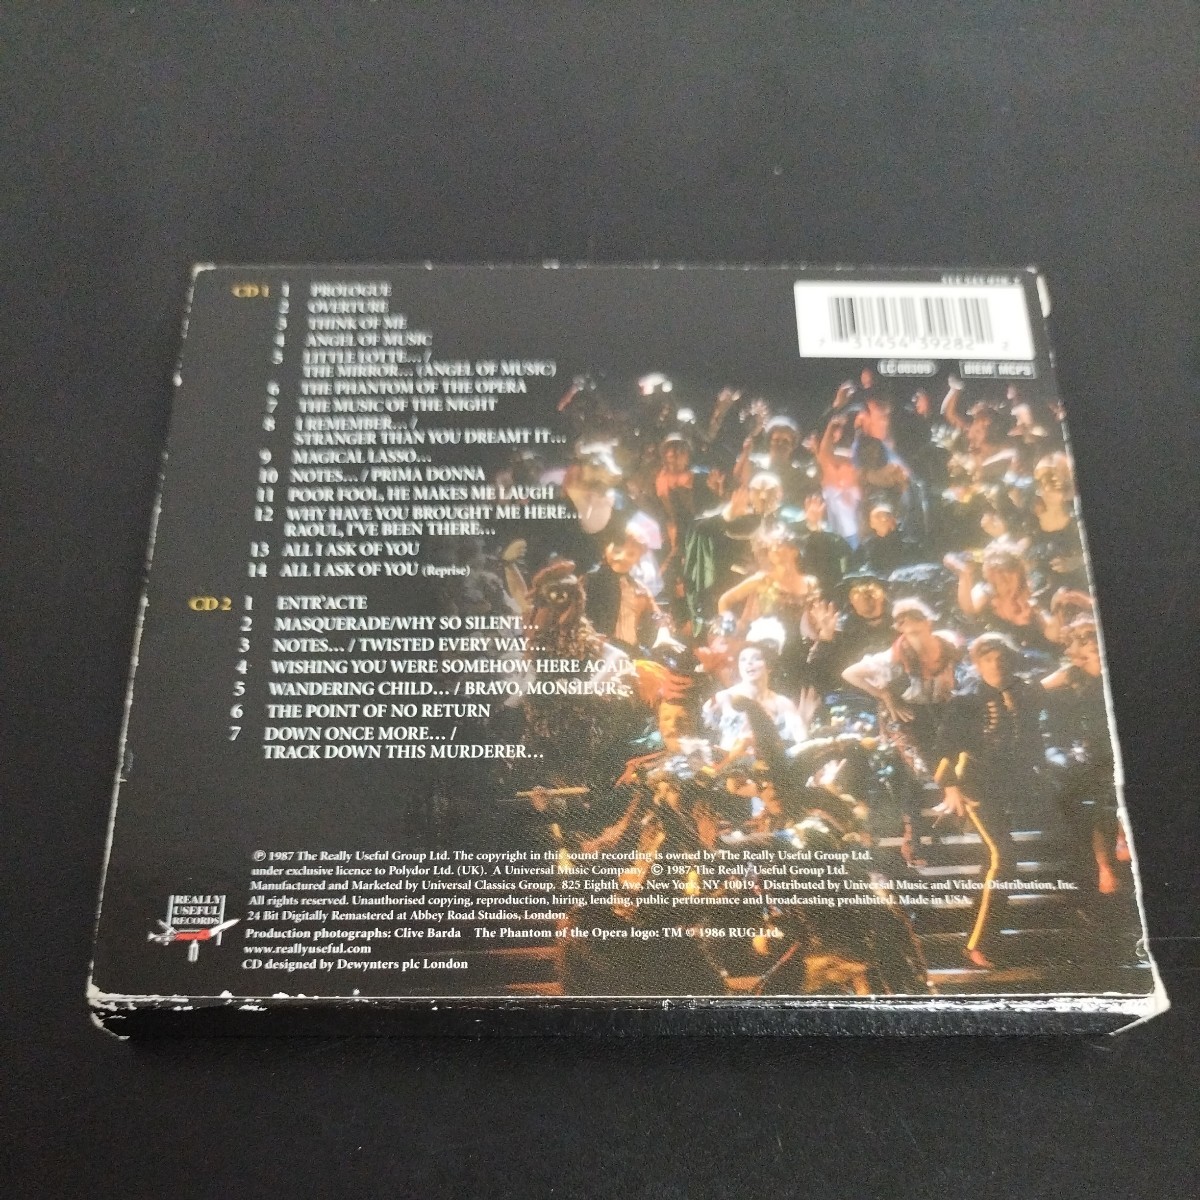 CD 1 1 PROLOGUE
2 OVERTURE
3 THINK OF ME
4 ANGEL OF MUSIC
5 LITTLE LOTTE... /
THE MIRROR... (ANGEL OF MUSIC)
6 THE PHANTOM OF THE OPERA
7 THE MUSIC OF THE NIGHT
8 I REMEMBER... /
STRANGER THAN YOU DREAMT IT...
9 MAGICAL LASSO...
10 NOTES... / PRIMA DONNA
11 POOR FOOL, HE MAKES ME LAUGH
12 WHY HAVE YOU BROUGHT ME HERE... /
RAOUL, I'VE BEEN THERE...
13 ALL I ASK OF YOU
14 ALL I ASK OF YOU (Reprise)
CD 2 1 ENTR'ACTE
2 MASQUERADE/WHY SO SILENT...
3 NOTES... / TWISTED EVERY WAY...
4 WISHING YOU WERE SOMEHOW HERE AGAIN
5 WANDERING CHILD... / BRAVO, MONSIEUR...
6 THE POINT OF NO RETURN
7 DOWN ONCE MORE... /
TRACK DOWN THIS MURDERER...
7 31454 39282 2
LC 00309
BIEM MCPS
℗ 1987 The Really Useful Group Ltd. The copyright in this sound recording is owned by The Really Useful Group Ltd.
under exclusive licence to Polydor Ltd. (UK). A Universal Music Company. © 1987 The Really Useful Group Ltd.
Manufactured and Marketed by Universal Classics Group. 825 Eighth Ave, New York, NY 10019. Distributed by Universal Music and Video Distribution, Inc.
All rights reserved. Unauthorised copying, reproduction, hiring, lending, public performance and broadcasting prohibited. Made in USA.
24 Bit Digitally Remastered at Abbey Road Studios, London.
Production photographs: Clive Barda The Phantom of the Opera logo: TM © 1986 RUG Ltd.
www.reallyuseful.com
CD designed by Dewynters plc London
REALLY
USEFUL
RECORDS